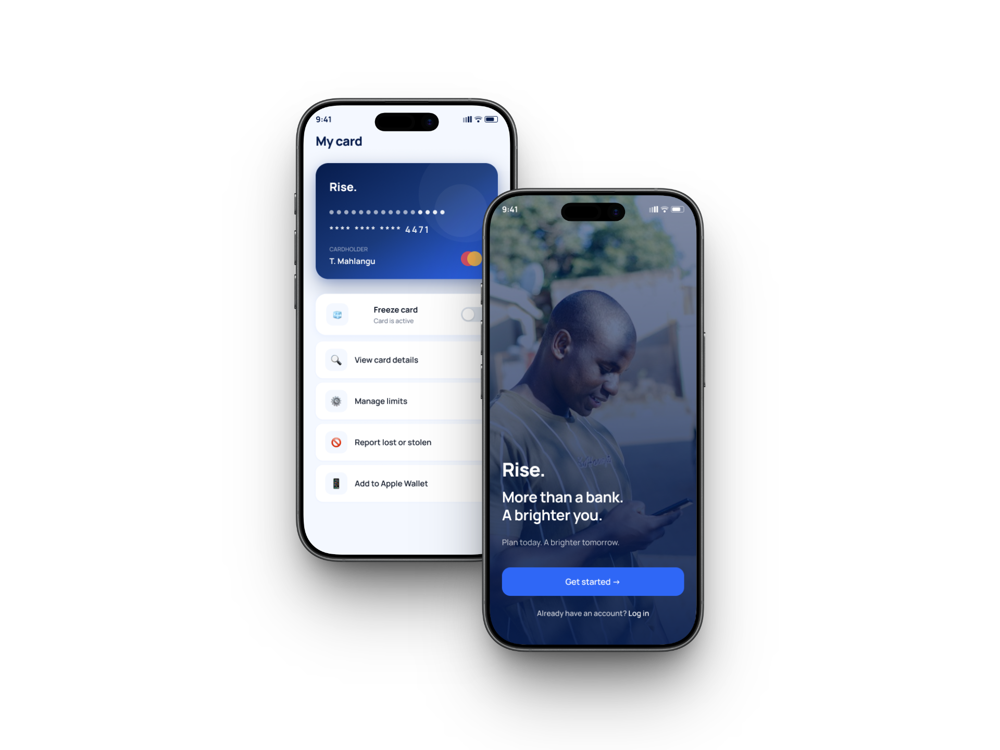 9:41
My card
Rise.
**** **** **** 4471
CARDHOLDER
T. Mahlangu
Freeze card
Card is active
View card details
Manage limits
Report lost or stolen
Add to Apple Wallet
9:41
Rise.
More than a bank.
A brighter you.
Plan today. A brighter tomorrow.
Get started →
Already have an account? Log in